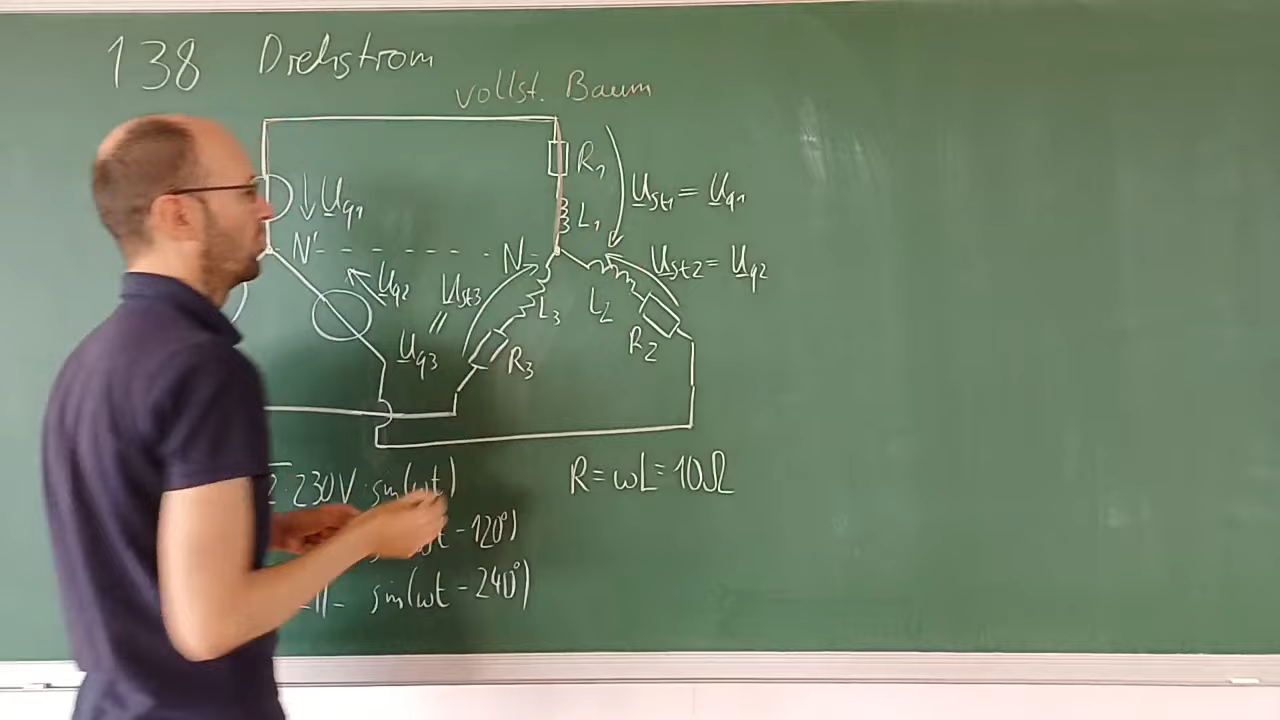 138 Drehstrom
vollst. Baum
R₁
U̲q1
L₁
U̲st1 = U̲q1
N'
N
U̲st2 = U̲q2
U̲q2
U̲st3
=
U̲q3
L₃
L₂
R₃
R₂
2·230V·sin(ωt)
ωt - 120°)
-||- sin(ωt - 240°)
R = ωL = 10Ω